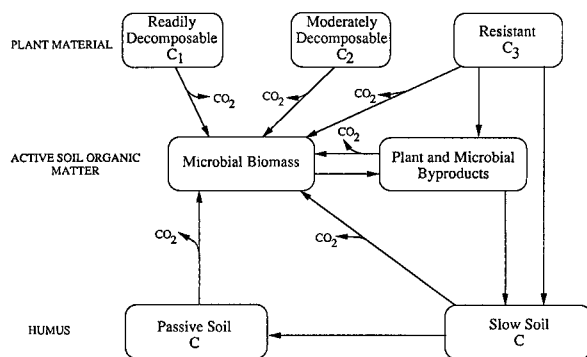 Readily
Decomposable
C1
Moderately
Decomposable
C2
Resistant
C3
PLANT MATERIAL
CO2
CO2
CO2
CO2
ACTIVE SOIL ORGANIC
MATTER
Microbial Biomass
Plant and Microbial
Byproducts
CO2
CO2
HUMUS
Passive Soil
C
Slow Soil
C